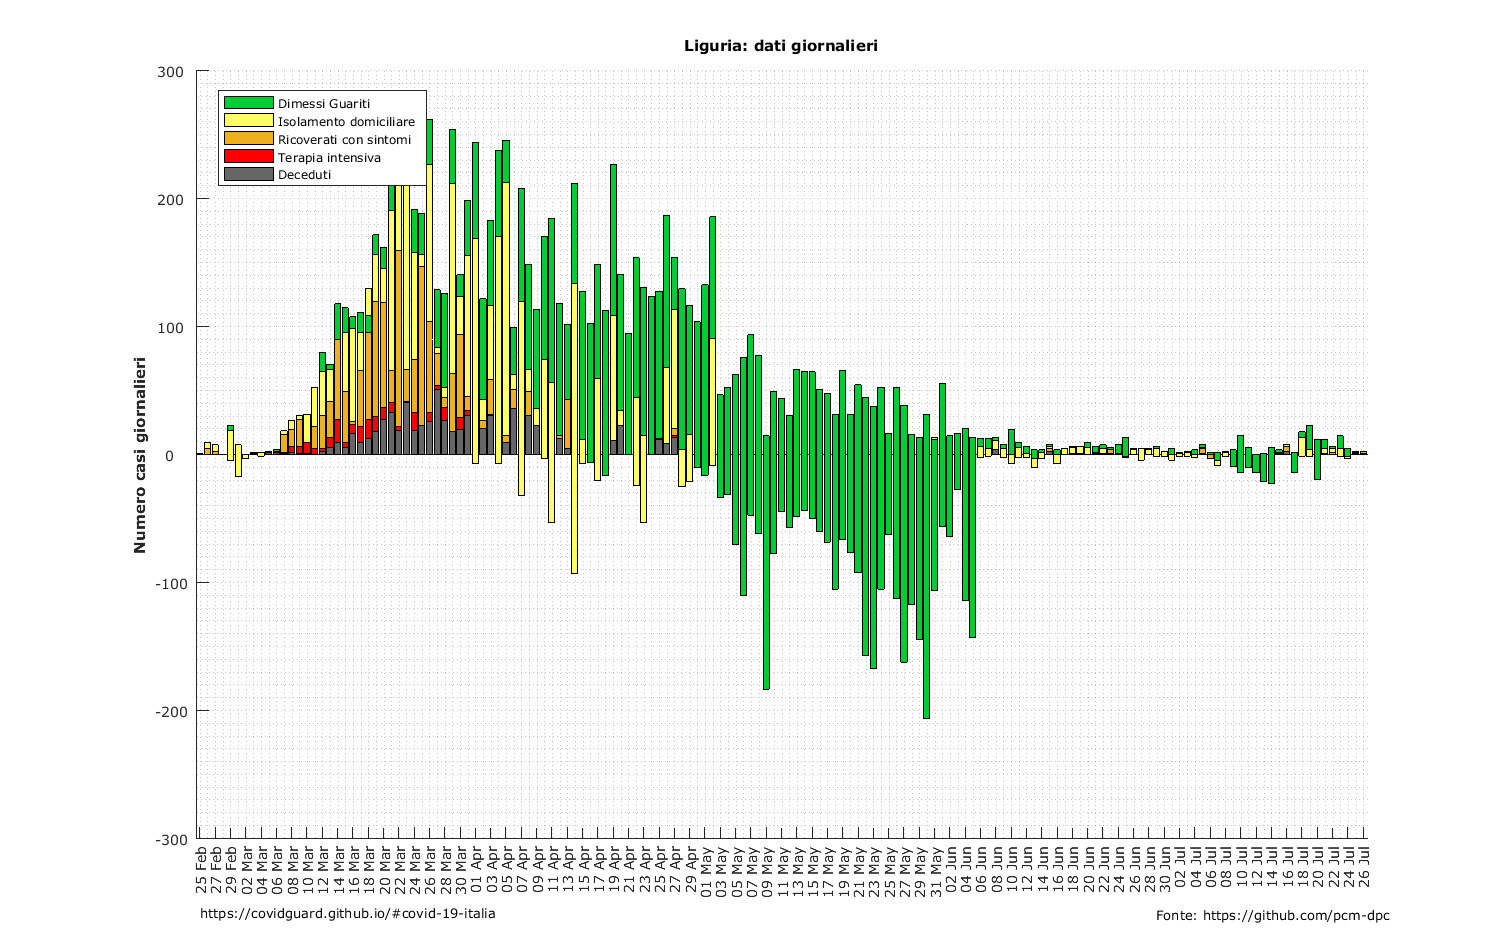 Liguria: dati giornalieri
300
200
100
0
-100
-200
-300
Numero casi giornalieri
Dimessi Guariti
Isolamento domiciliare
Ricoverati con sintomi
Terapia intensiva
Deceduti
25 Feb
27 Feb
29 Feb
02 Mar
04 Mar
06 Mar
08 Mar
10 Mar
12 Mar
14 Mar
16 Mar
18 Mar
20 Mar
22 Mar
24 Mar
26 Mar
28 Mar
30 Mar
01 Apr
03 Apr
05 Apr
07 Apr
09 Apr
11 Apr
13 Apr
15 Apr
17 Apr
19 Apr
21 Apr
23 Apr
25 Apr
27 Apr
29 Apr
01 May
03 May
05 May
07 May
09 May
11 May
13 May
15 May
17 May
19 May
21 May
23 May
25 May
27 May
29 May
31 May
02 Jun
04 Jun
06 Jun
08 Jun
10 Jun
12 Jun
14 Jun
16 Jun
18 Jun
20 Jun
22 Jun
24 Jun
26 Jun
28 Jun
30 Jun
02 Jul
04 Jul
06 Jul
08 Jul
10 Jul
12 Jul
14 Jul
16 Jul
18 Jul
20 Jul
22 Jul
24 Jul
26 Jul
https://covidguard.github.io/#covid-19-italia
Fonte: https://github.com/pcm-dpc